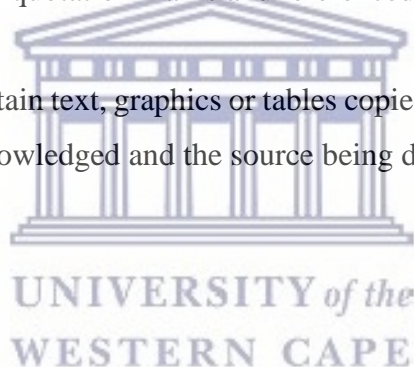 tain text, graphics or tables copie
owledged and the source being d
UNIVERSITY of the
WESTERN CAPE